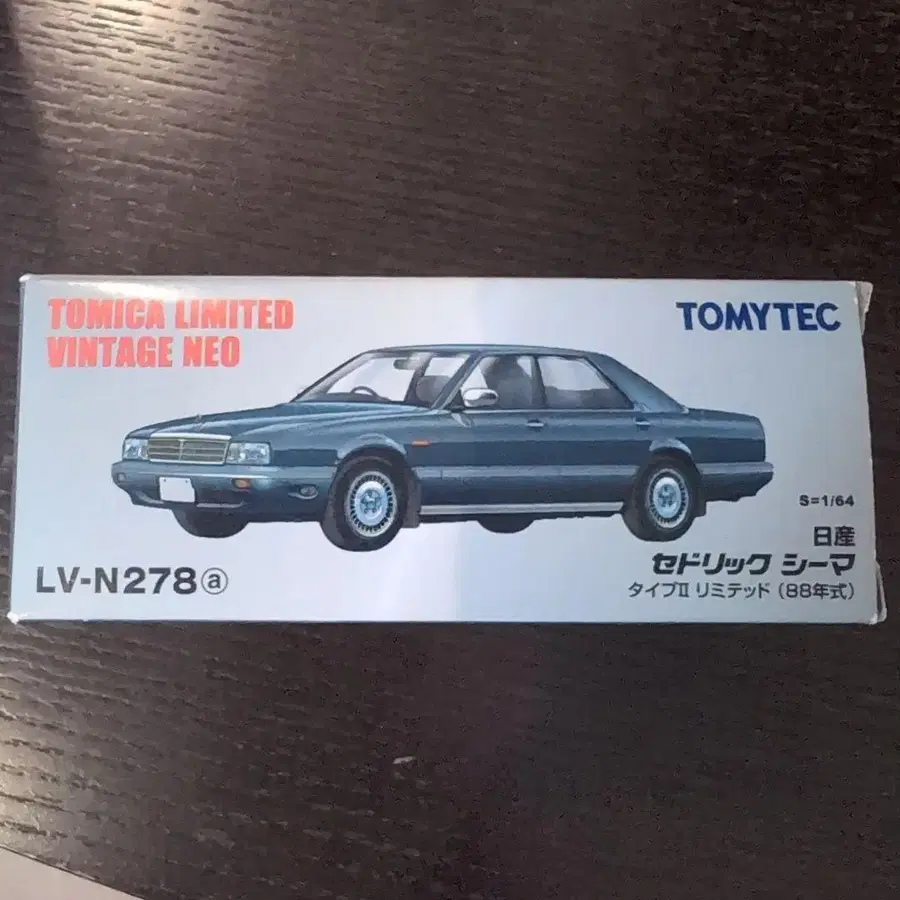 TOMICA LIMITED
VINTAGE NEO
TOMYTEC
S=1/64
日産
セドリック シーマ
タイプⅡ リミテッド（88年式）
LV-N278ⓐ